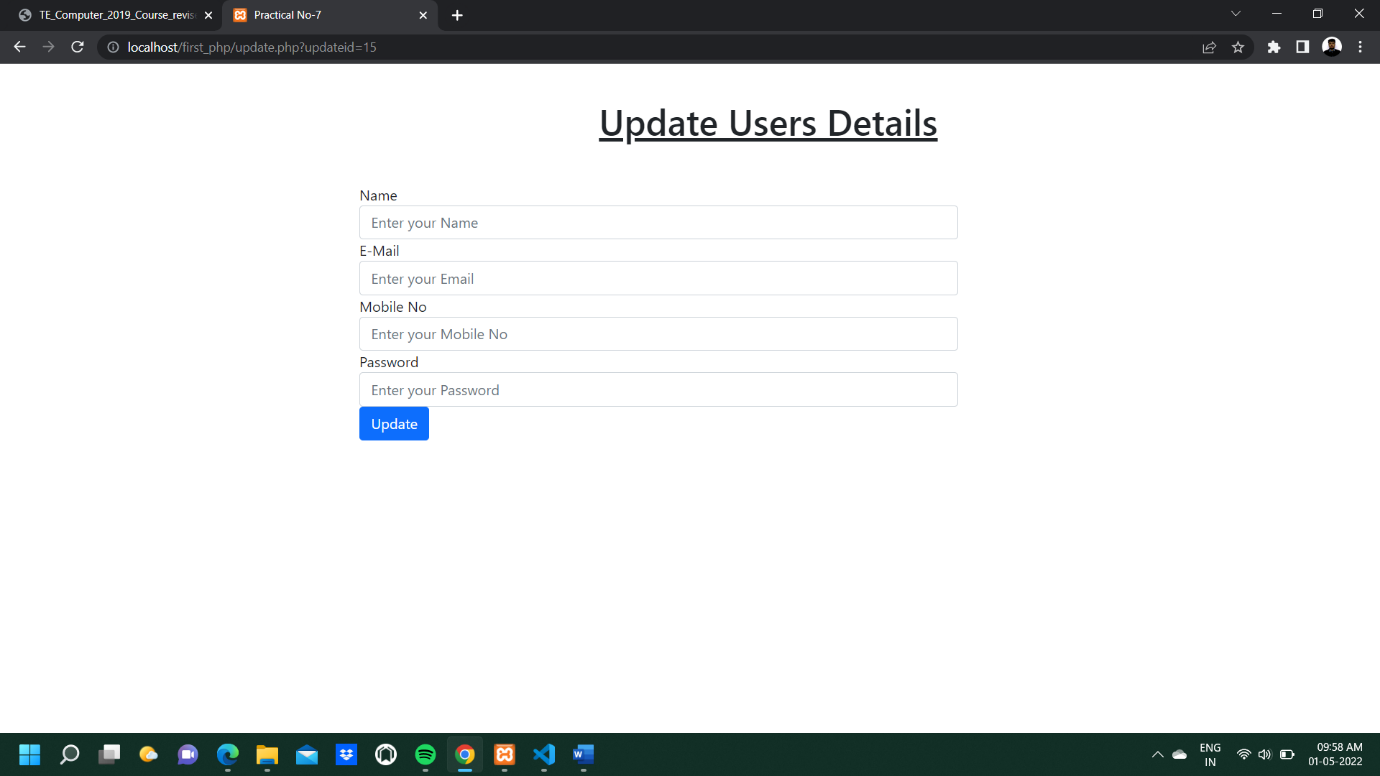 TE_Computer_2019_Course_revis
Practical No-7
localhost/first_php/update.php?updateid=15
Update Users Details
Name
Enter your Name
E-Mail
Enter your Email
Mobile No
Enter your Mobile No
Password
Enter your Password
Update
ENG
IN
09:58 AM
01-05-2022